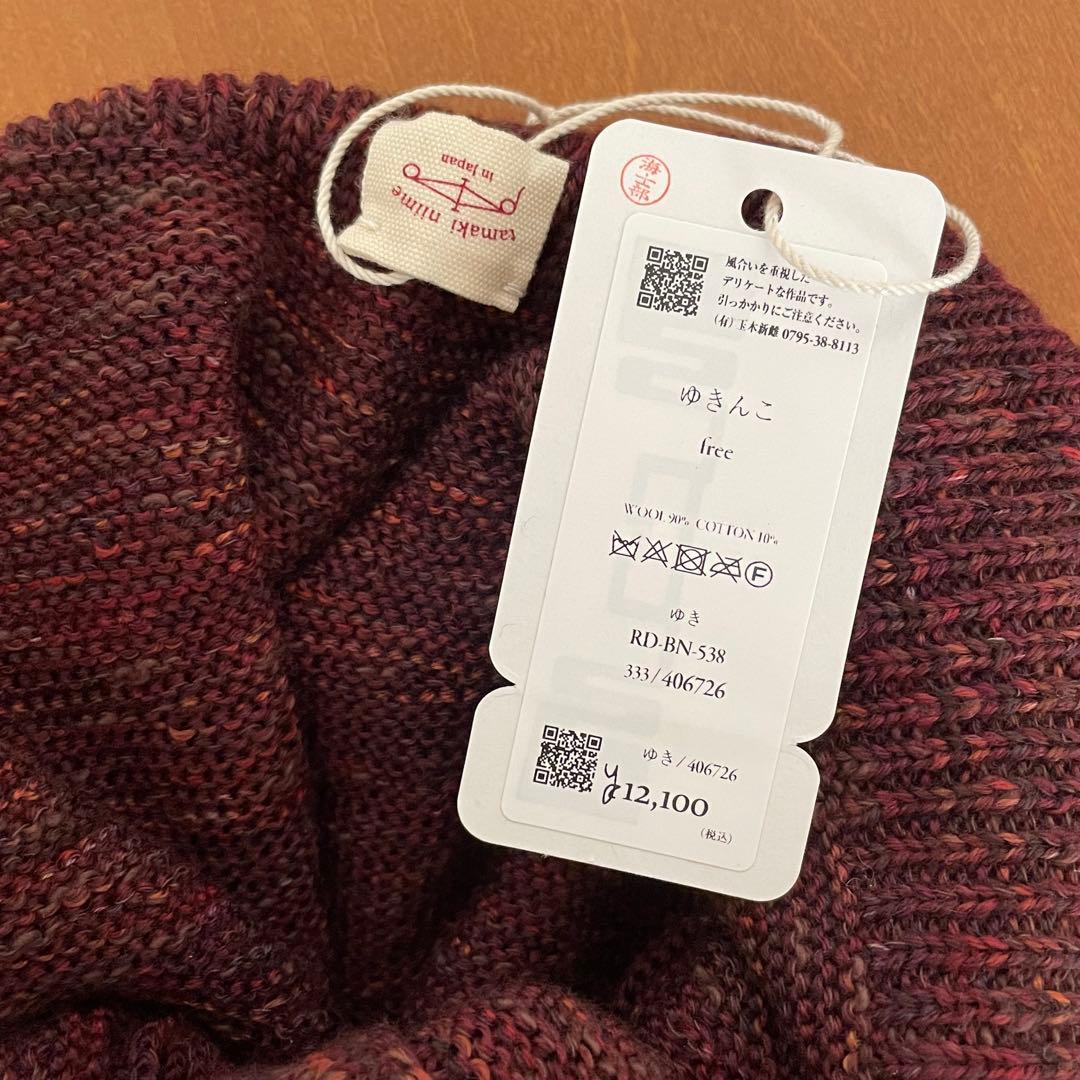 tamaki niime
in Japan
海士部
風合いを重視した
デリケートな作品です。
引っかかりにご注意ください。
(有) 玉木新雌 0795-38-8113
ゆきんこ
free
WOOL 90% COTTON 10%
F
ゆき
RD-BN-538
333/406726
ゆき/406726
¥12,100
(税込)